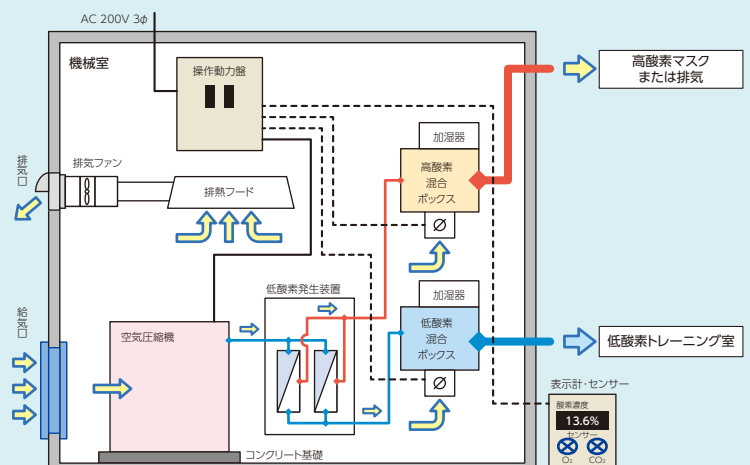 AC 200V 3φ
機械室
操作動力盤
高酸素マスク
または排気
加湿器
高酸素
混合
ボックス
排気口
排気ファン
排熱フード
低酸素発生装置
加湿器
低酸素
混合
ボックス
低酸素トレーニング室
給気口
空気圧縮機
表示計・センサー
酸素濃度
13.6%
センサー
O₂
CO₂
コンクリート基礎